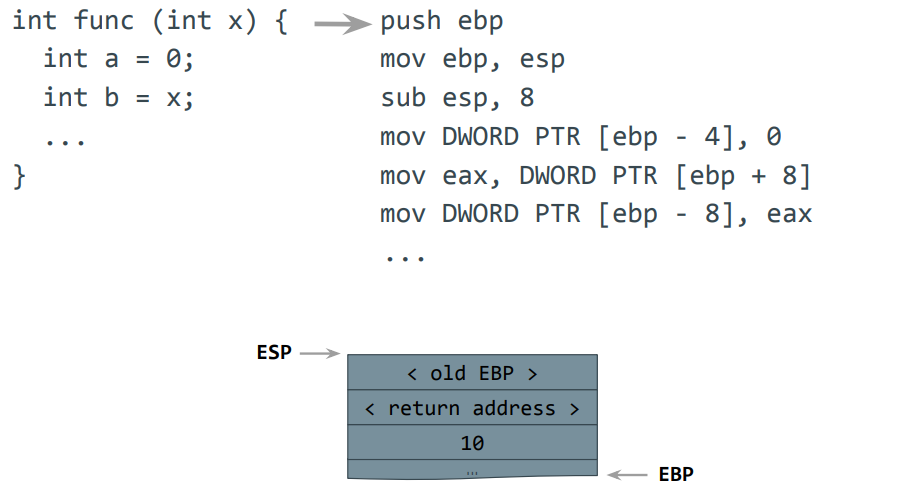 int func (int x) {
int a = 0;
int b = x;
...
}
push ebp
mov ebp, esp
sub esp, 8
mov DWORD PTR [ebp - 4], 0
mov eax, DWORD PTR [ebp + 8]
mov DWORD PTR [ebp - 8], eax
...
ESP
< old EBP >
< return address >
10
...
EBP